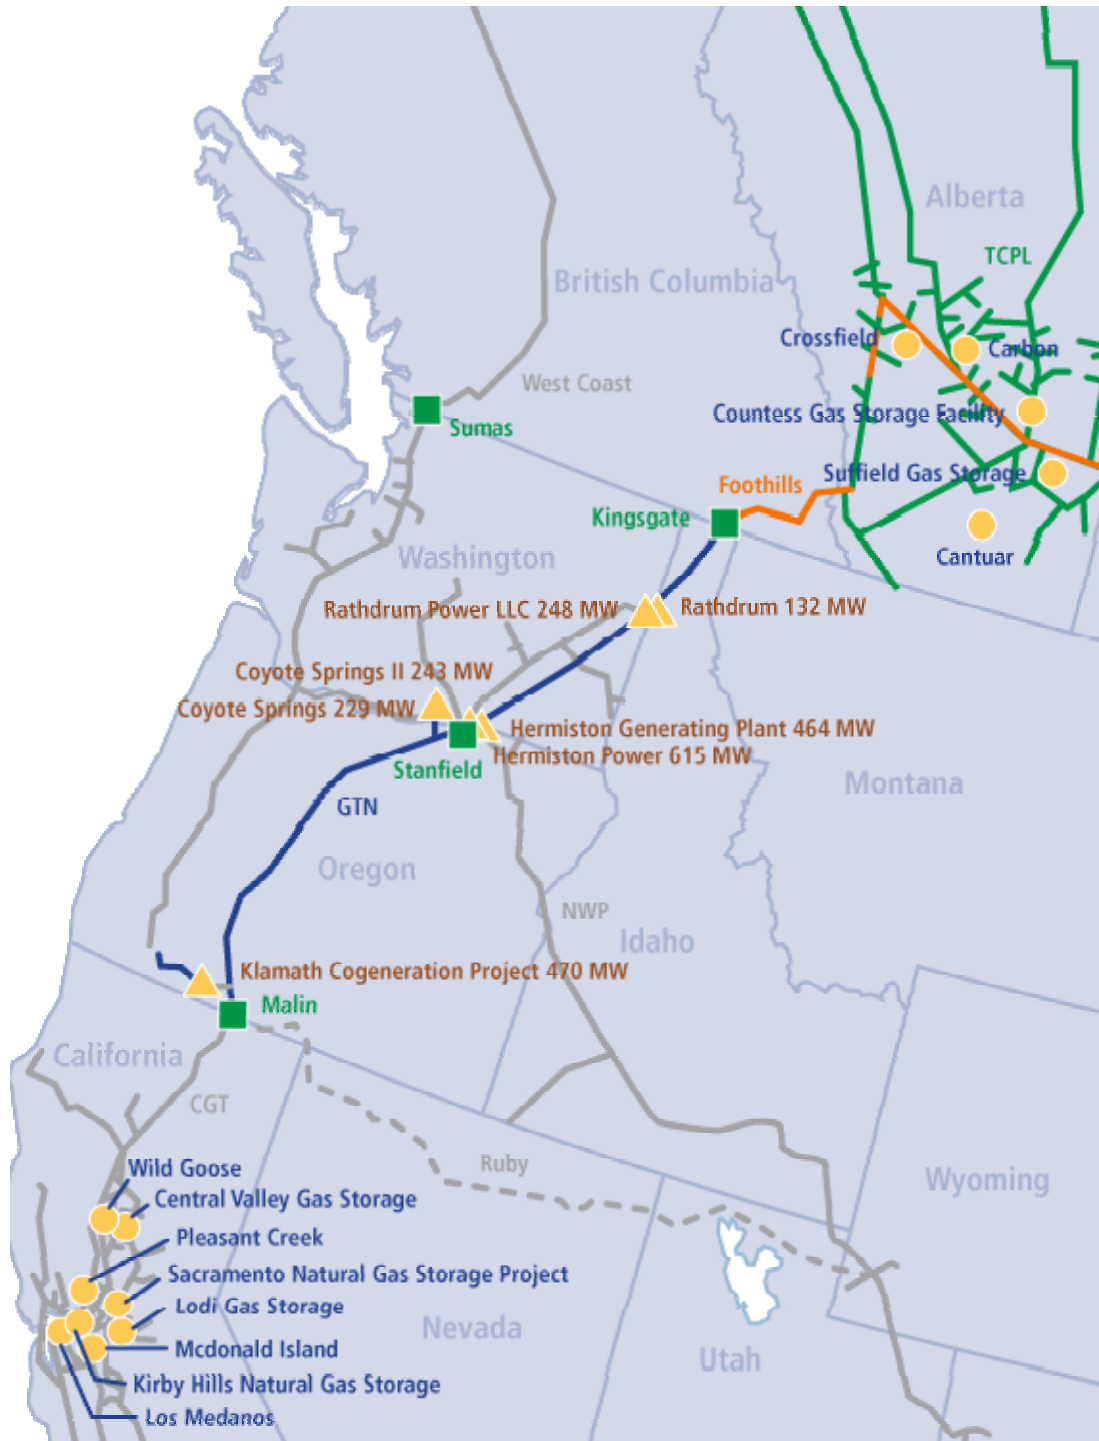 Alberta
TCPL
British Columbia
Crossfield
Carbon
West Coast
Countess Gas Storage Facility
Sumas
Suffield Gas Storage
Foothills
Kingsgate
Cantuar
Washington
Rathdrum Power LLC 248 MW
Rathdrum 132 MW
Coyote Springs II 243 MW
Coyote Springs 229 MW
Hermiston Generating Plant 464 MW
Hermiston Power 615 MW
Stanfield
Montana
GTN
Oregon
NWP
Idaho
Klamath Cogeneration Project 470 MW
Malin
California
CGT
Ruby
Wild Goose
Wyoming
Central Valley Gas Storage
Pleasant Creek
Sacramento Natural Gas Storage Project
Lodi Gas Storage
Nevada
Mcdonald Island
Utah
Kirby Hills Natural Gas Storage
Los Medanos